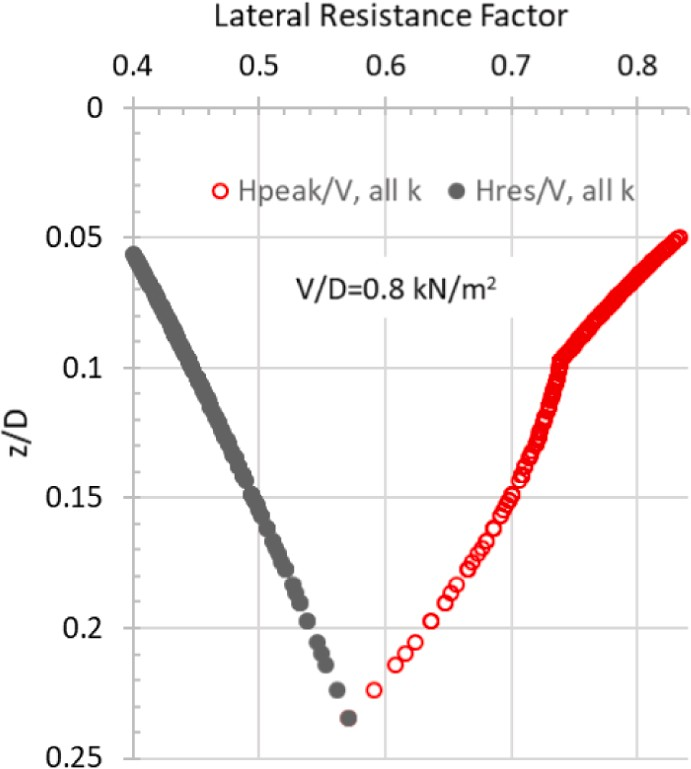 Lateral Resistance Factor
0.4 0.5 0.6 0.7 0.8
0
Hpeak/V, all k Hres/V, all k
0.05
V/D=0.8 kN/m²
0.1
z/D
0.15
0.2
0.25